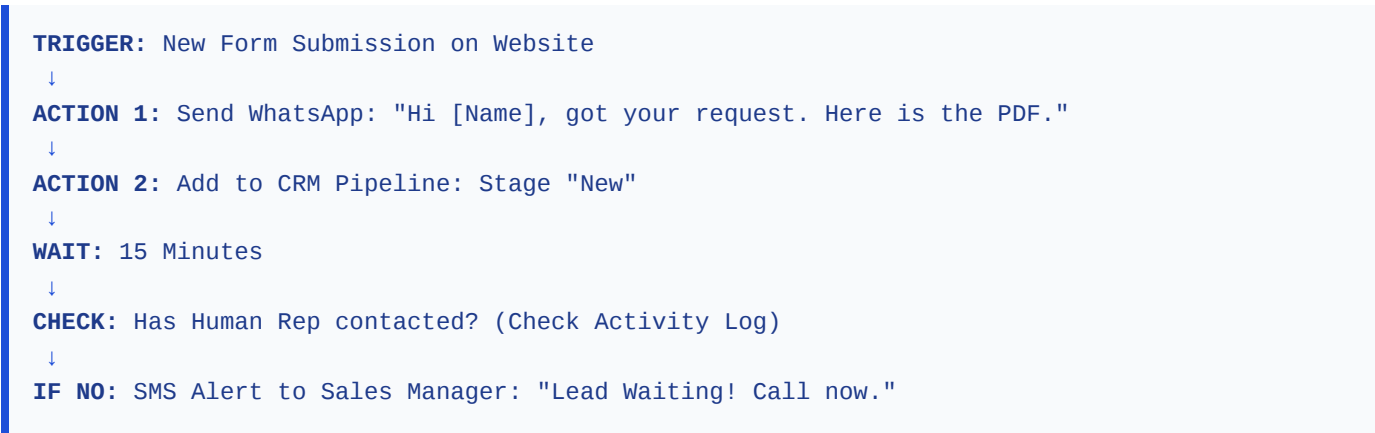 TRIGGER: New Form Submission on Website
↓
ACTION 1: Send WhatsApp: "Hi [Name], got your request. Here is the PDF."
↓
ACTION 2: Add to CRM Pipeline: Stage "New"
↓
WAIT: 15 Minutes
↓
CHECK: Has Human Rep contacted? (Check Activity Log)
↓
IF NO: SMS Alert to Sales Manager: "Lead Waiting! Call now."